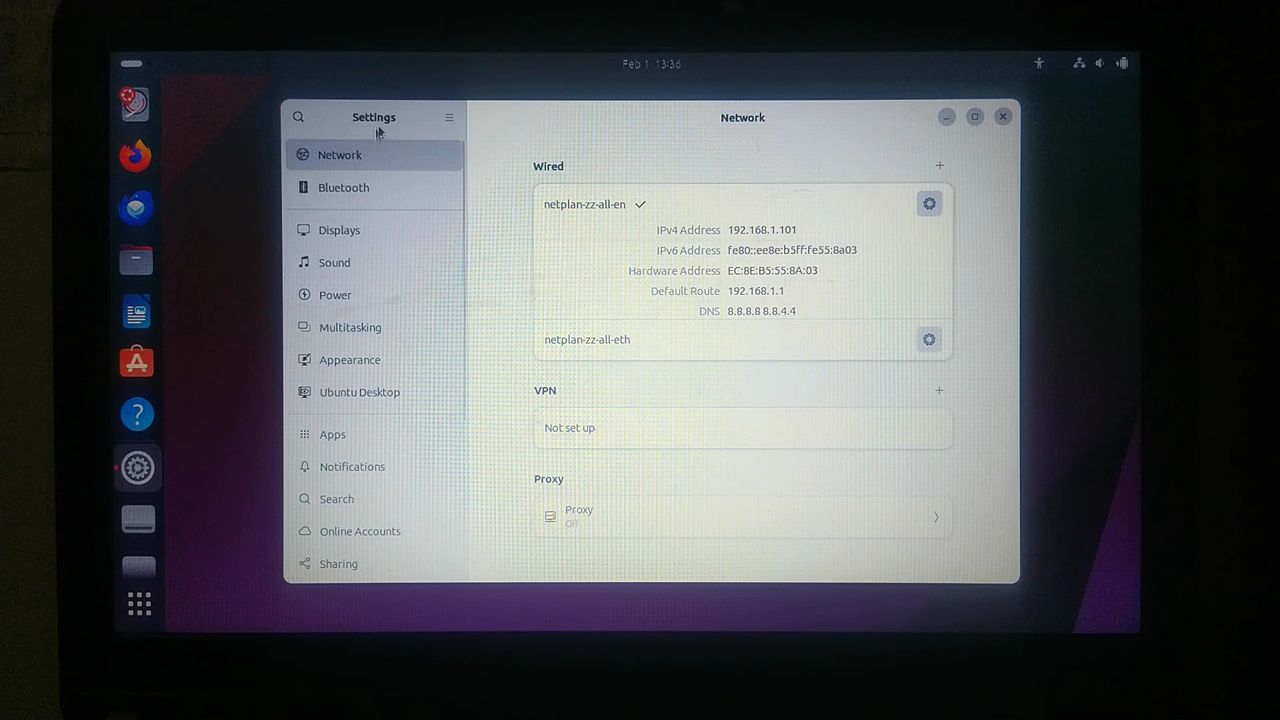 Feb 1 13:36
Settings
Network
Bluetooth
Displays
Sound
Power
Multitasking
Appearance
Ubuntu Desktop
Apps
Notifications
Search
Online Accounts
Sharing
Network
Wired
netplan-zz-all-en
IPv4 Address 192.168.1.101
IPv6 Address fe80::ee8e:b5ff:fe55:8a03
Hardware Address EC:8E:B5:55:8A:03
Default Route 192.168.1.1
DNS 8.8.8.8 8.8.4.4
netplan-zz-all-eth
VPN
Not set up
Proxy
Proxy
Off